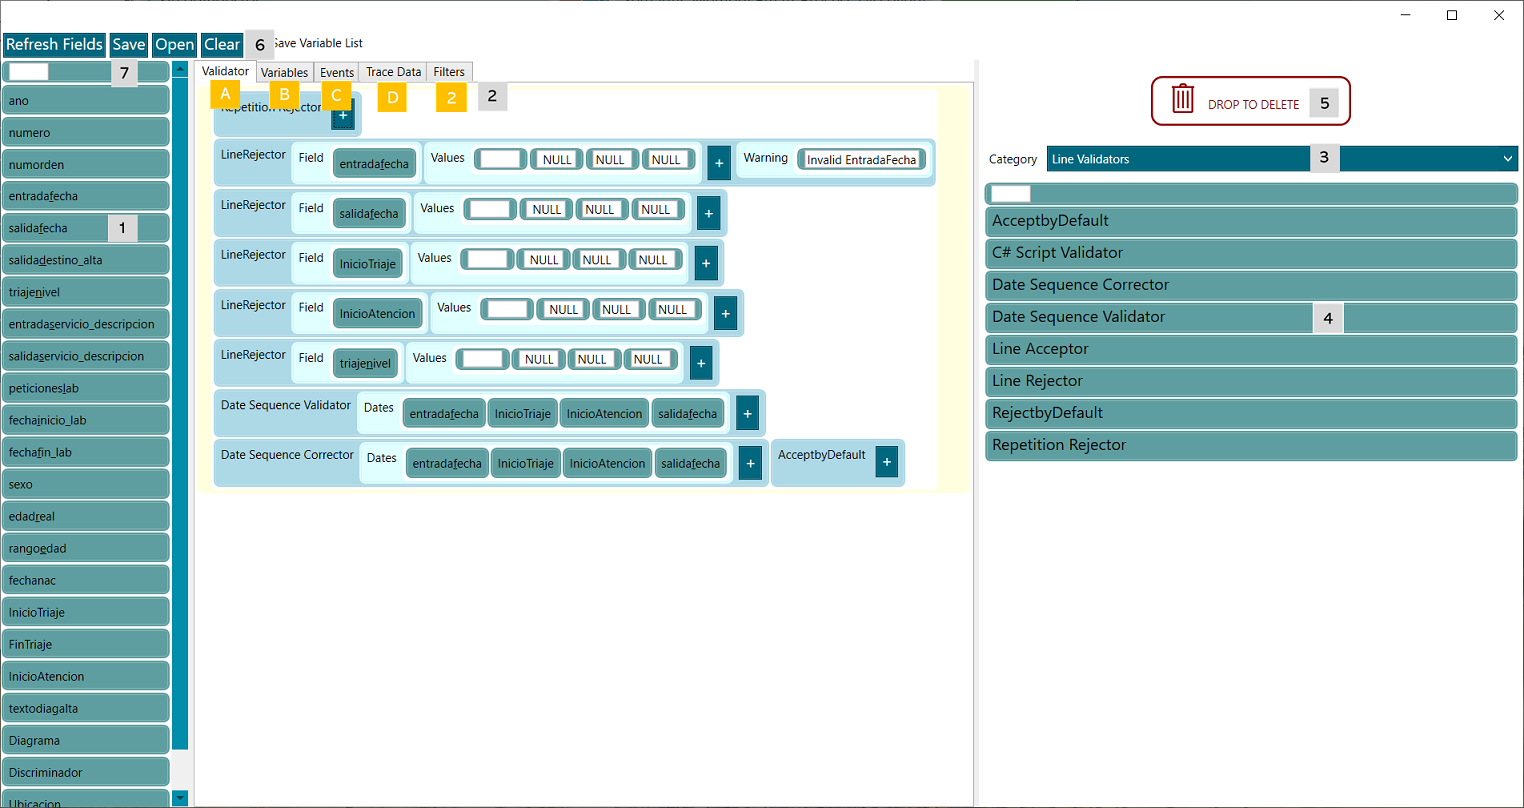 Refresh Fields Save Open Clear 6 Save Variable List
7
ano
numero
numorden
entradafecha
salidafecha 1
salidadestino_alta
triajenivel
entradaservicio_descripcion
salidaservicio_descripcion
peticioneslab
fechainicio_lab
fechafin_lab
sexo
edadreal
rangoedad
fechanac
InicioTriaje
FinTriaje
InicioAtencion
textodiagalta
Diagrama
Discriminador
Ubicacion
Validator Variables Events Trace Data Filters
A B C D 2 2
Repetition Rejector +
LineRejector Field entradafecha Values NULL NULL NULL + Warning Invalid EntradaFecha
LineRejector Field salidafecha Values NULL NULL NULL +
LineRejector Field InicioTriaje Values NULL NULL NULL +
LineRejector Field InicioAtencion Values NULL NULL NULL +
LineRejector Field triajenivel Values NULL NULL NULL +
Date Sequence Validator Dates entradafecha InicioTriaje InicioAtencion salidafecha +
Date Sequence Corrector Dates entradafecha InicioTriaje InicioAtencion salidafecha + AcceptbyDefault +
DROP TO DELETE 5
Category Line Validators 3
AcceptbyDefault
C# Script Validator
Date Sequence Corrector
Date Sequence Validator 4
Line Acceptor
Line Rejector
RejectbyDefault
Repetition Rejector